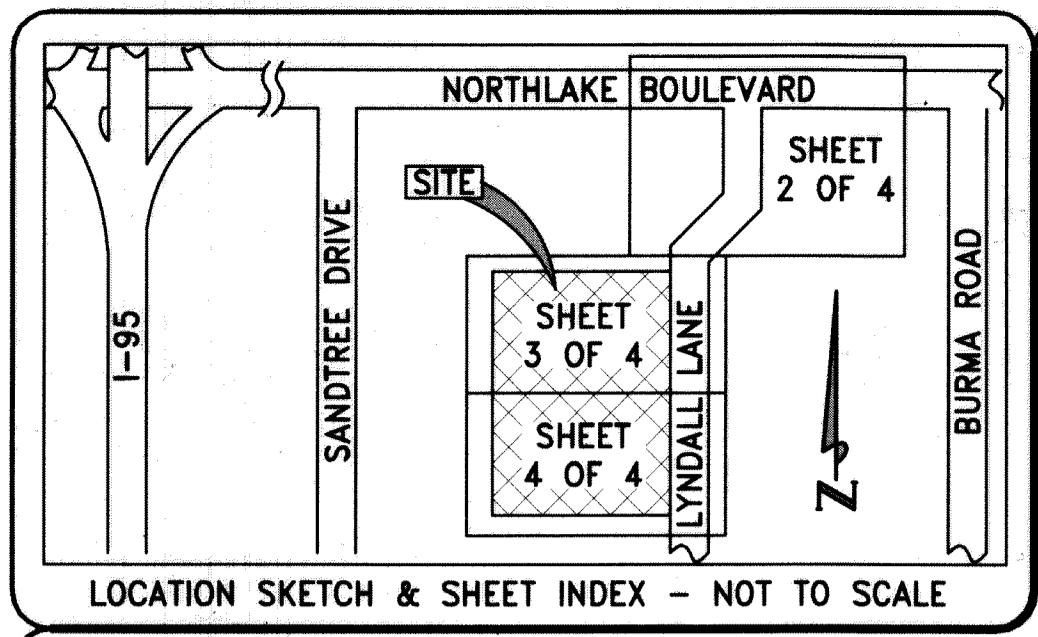 NORTHLAKE BOULEVARD
SHEET
2 OF 4
SITE
I-95
SANDTREE DRIVE
SHEET
3 OF 4
SHEET
4 OF 4
LYNDALL LANE
BURMA ROAD
N
LOCATION SKETCH & SHEET INDEX - NOT TO SCALE